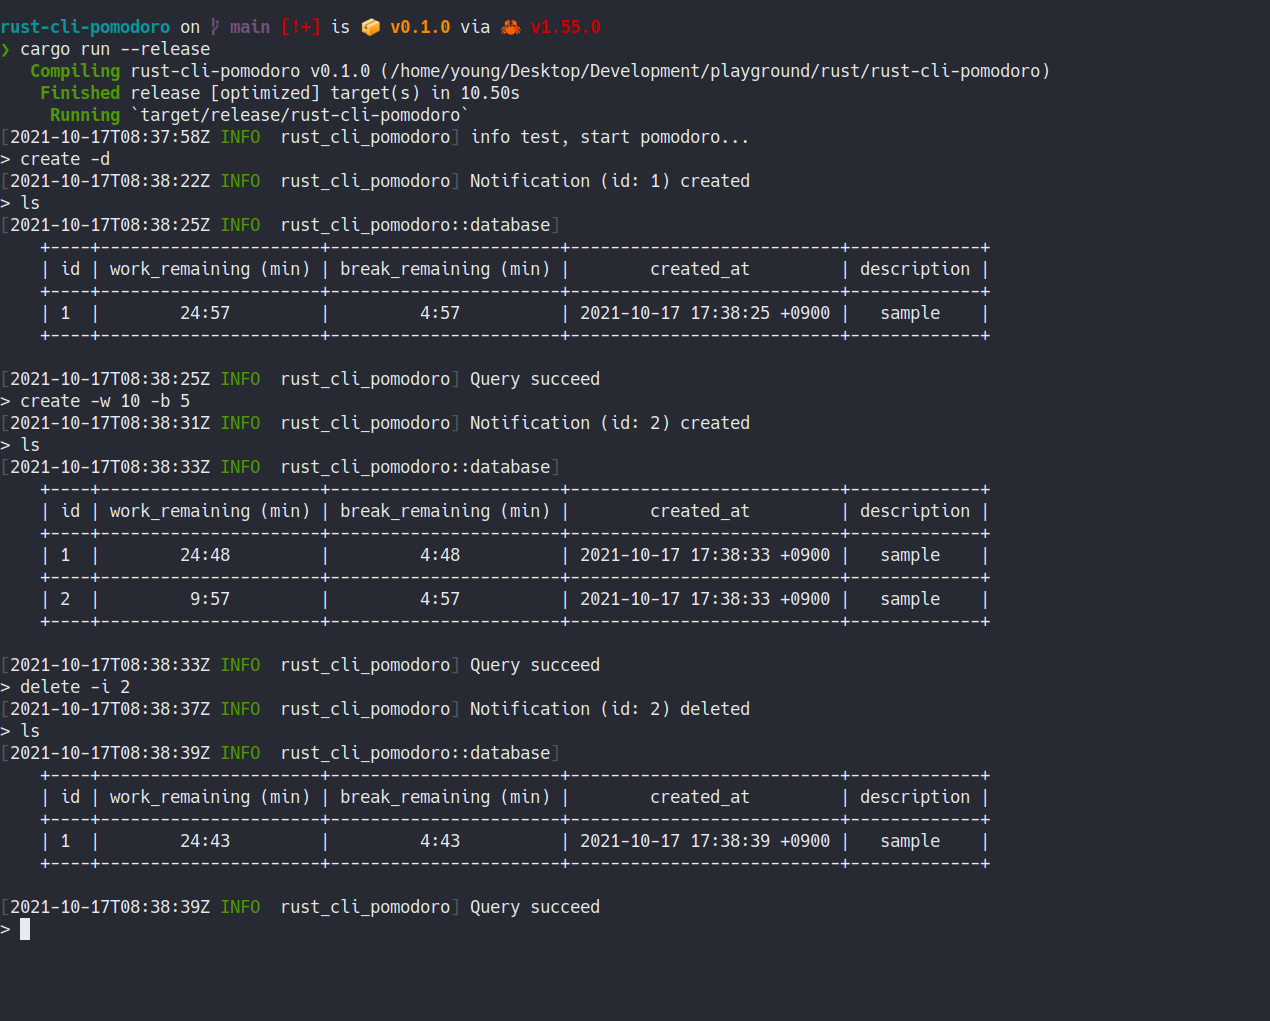 rust-cli-pomodoro on main [!+] is 📦 v0.1.0 via 🦀 v1.55.0
❯ cargo run --release
   Compiling rust-cli-pomodoro v0.1.0 (/home/young/Desktop/Development/playground/rust/rust-cli-pomodoro)
    Finished release [optimized] target(s) in 10.50s
     Running `target/release/rust-cli-pomodoro`
[2021-10-17T08:37:58Z INFO  rust_cli_pomodoro] info test, start pomodoro...
> create -d
[2021-10-17T08:38:22Z INFO  rust_cli_pomodoro] Notification (id: 1) created
> ls
[2021-10-17T08:38:25Z INFO  rust_cli_pomodoro::database]
    +----+----------------------+-----------------------+---------------------------+-------------+
    | id | work_remaining (min) | break_remaining (min) |        created_at         | description |
    +----+----------------------+-----------------------+---------------------------+-------------+
    | 1  |        24:57         |         4:57          | 2021-10-17 17:38:25 +0900 |   sample    |
    +----+----------------------+-----------------------+---------------------------+-------------+
[2021-10-17T08:38:25Z INFO  rust_cli_pomodoro] Query succeed
> create -w 10 -b 5
[2021-10-17T08:38:31Z INFO  rust_cli_pomodoro] Notification (id: 2) created
> ls
[2021-10-17T08:38:33Z INFO  rust_cli_pomodoro::database]
    +----+----------------------+-----------------------+---------------------------+-------------+
    | id | work_remaining (min) | break_remaining (min) |        created_at         | description |
    +----+----------------------+-----------------------+---------------------------+-------------+
    | 1  |        24:48         |         4:48          | 2021-10-17 17:38:33 +0900 |   sample    |
    +----+----------------------+-----------------------+---------------------------+-------------+
    | 2  |         9:57         |         4:57          | 2021-10-17 17:38:33 +0900 |   sample    |
    +----+----------------------+-----------------------+---------------------------+-------------+
[2021-10-17T08:38:33Z INFO  rust_cli_pomodoro] Query succeed
> delete -i 2
[2021-10-17T08:38:37Z INFO  rust_cli_pomodoro] Notification (id: 2) deleted
> ls
[2021-10-17T08:38:39Z INFO  rust_cli_pomodoro::database]
    +----+----------------------+-----------------------+---------------------------+-------------+
    | id | work_remaining (min) | break_remaining (min) |        created_at         | description |
    +----+----------------------+-----------------------+---------------------------+-------------+
    | 1  |        24:43         |         4:43          | 2021-10-17 17:38:39 +0900 |   sample    |
    +----+----------------------+-----------------------+---------------------------+-------------+
[2021-10-17T08:38:39Z INFO  rust_cli_pomodoro] Query succeed
>